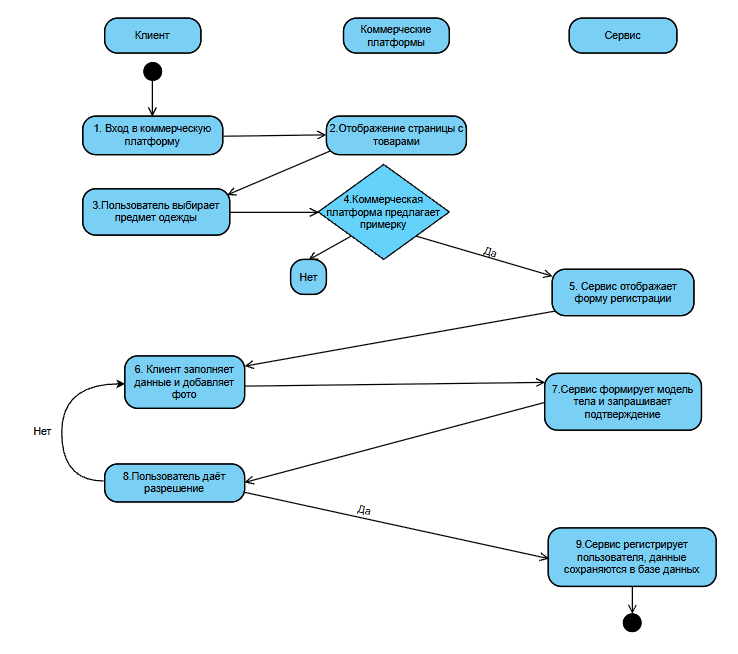 Клиент
Коммерческие
платформы
Сервис
1. Вход в коммерческую
платформу
2.Отображение страницы с
товарами
3.Пользователь выбирает
предмет одежды
4.Коммерческая
платформа предлагает
примерку
Нет
Да
5. Сервис отображает
форму регистрации
6. Клиент заполняет
данные и добавляет
фото
7.Сервис формирует модель
тела и запрашивает
подтверждение
Нет
8.Пользователь даёт
разрешение
Да
9.Сервис регистрирует
пользователя, данные
сохраняются в базе данных